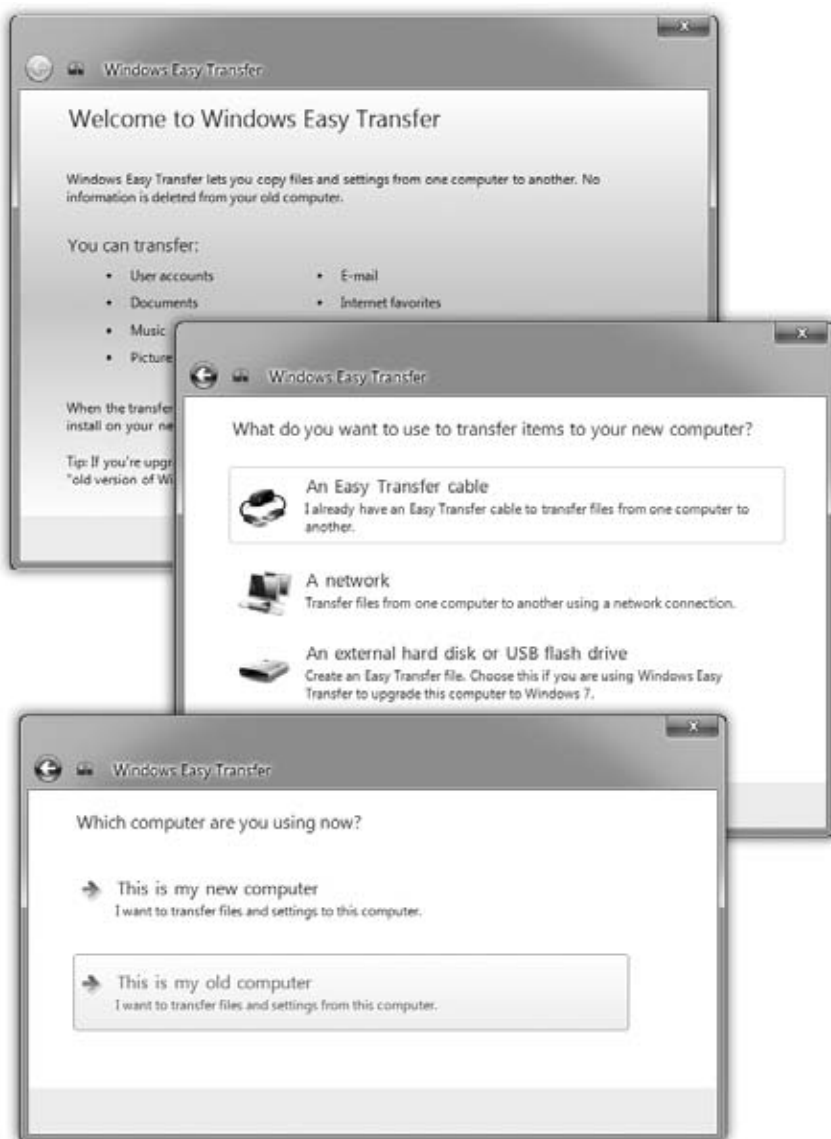 x
Windows Easy Transfer
Welcome to Windows Easy Transfer
Windows Easy Transfer lets you copy files and settings from one computer to another. No
information is deleted from your old computer.
You can transfer:
• User accounts
• E-mail
• Documents
• Internet favorites
• Music
• Picture
When the transfer
install on your ne
Tip: If you're upgr
"old version of Wi
x
Windows Easy Transfer
What do you want to use to transfer items to your new computer?
An Easy Transfer cable
I already have an Easy Transfer cable to transfer files from one computer to
another.
A network
Transfer files from one computer to another using a network connection.
An external hard disk or USB flash drive
Create an Easy Transfer file. Choose this if you are using Windows Easy
Transfer to upgrade this computer to Windows 7.
x
Windows Easy Transfer
Which computer are you using now?
This is my new computer
I want to transfer files and settings to this computer.
This is my old computer
I want to transfer files and settings from this computer.